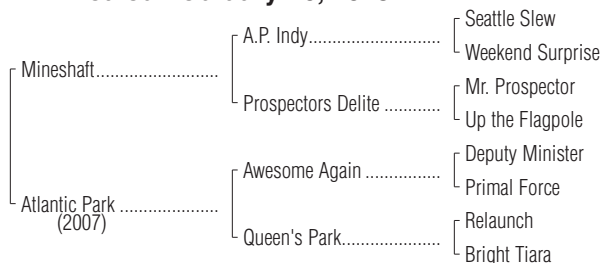 Seattle Slew
A.P. Indy...............................
Weekend Surprise
Mineshaft.............................
Mr. Prospector
Prospectors Delite .............
Up the Flagpole
Deputy Minister
Awesome Again ..................
Primal Force
Atlantic Park .......................
(2007)
Relaunch
Queen's Park.......................
Bright Tiara